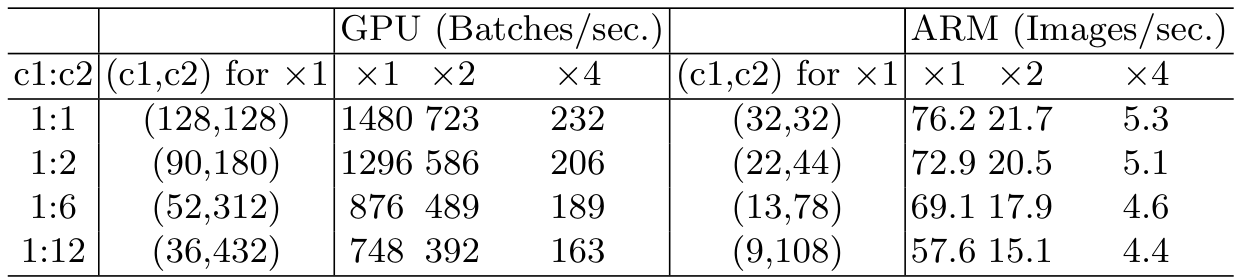 GPU (Batches/sec.) ARM (Images/sec.)
c1:c2 (c1,c2) for ×1 ×1 ×2 ×4 (c1,c2) for ×1 ×1 ×2 ×4
1:1 (128,128) 1480 723 232 (32,32) 76.2 21.7 5.3
1:2 (90,180) 1296 586 206 (22,44) 72.9 20.5 5.1
1:6 (52,312) 876 489 189 (13,78) 69.1 17.9 4.6
1:12 (36,432) 748 392 163 (9,108) 57.6 15.1 4.4